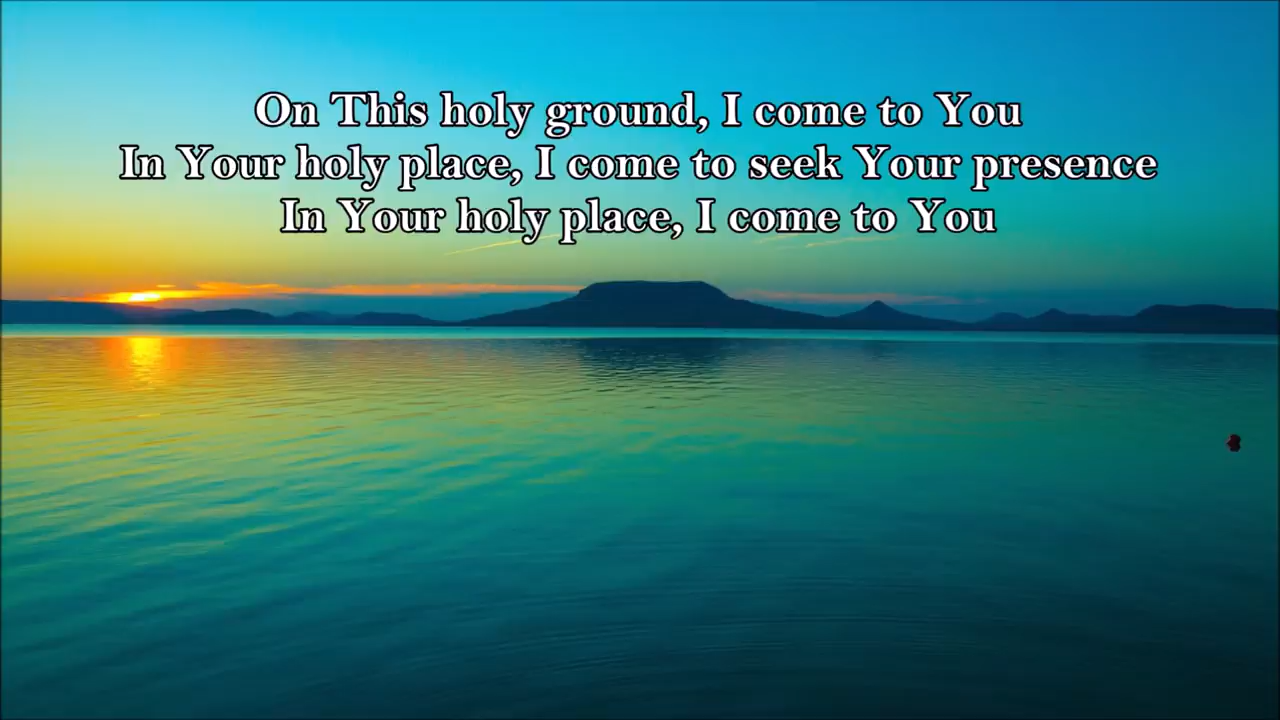 On This holy ground, I come to You
In Your holy place, I come to seek Your presence
In Your holy place, I come to You